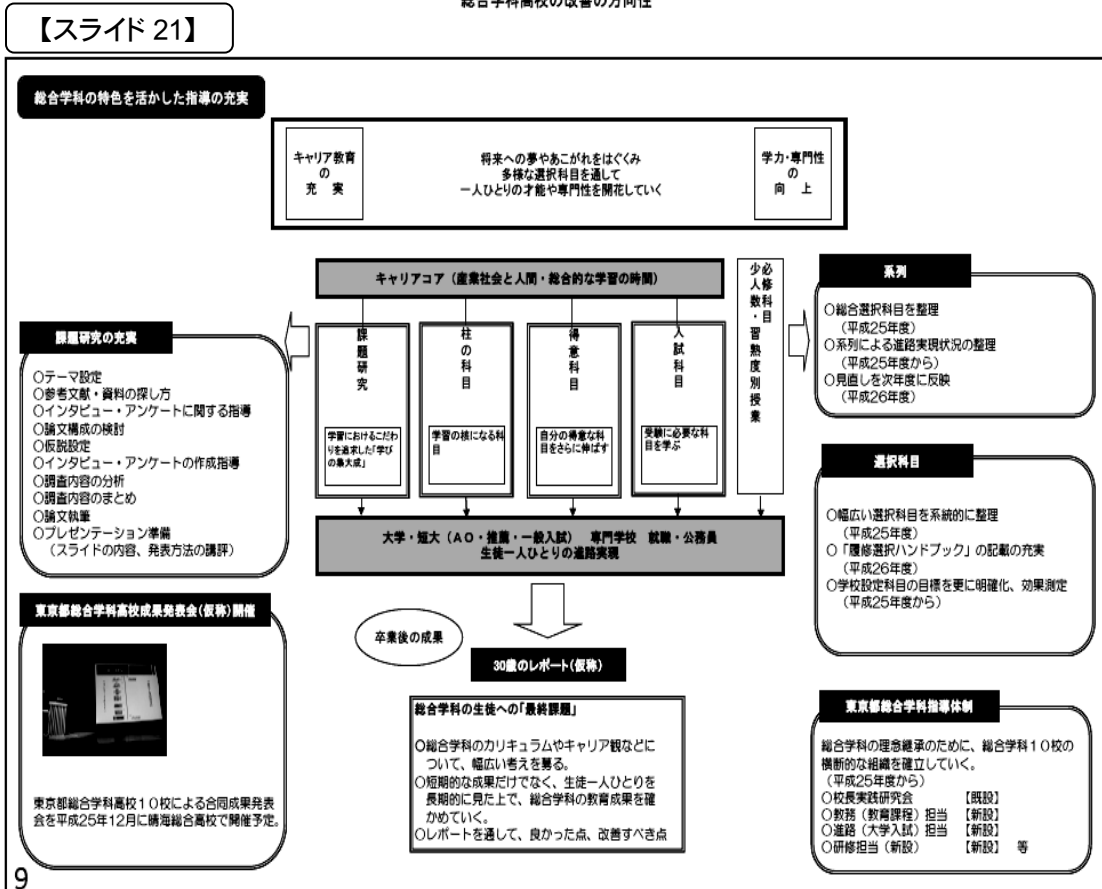 総合学科高校の改善の方向性
【スライド 21】
総合学科の特色を活かした指導の充実
キャリア教育
の
充 実
将来への夢やあこがれをはぐくみ
多様な選択科目を通して
一人ひとりの才能や専門性を開花していく
学力・専門性
の
向 上
キャリアコア（産業社会と人間・総合的な学習の時間）
課題研究
学習におけるこだわ
りを追求した「学び
の集大成」
柱の科目
学習の核になる科
目
得意科目
自分の得意な科
目をさらに伸ばす
入試科目
受験に必要な科
目を学ぶ
必修科目
少人数・習熟度別授業
大学・短大（AO・推薦・一般入試） 専門学校 就職・公務員
生徒一人ひとりの進路実現
課題研究の充実
○テーマ設定
○参考文献・資料の探し方
○インタビュー・アンケートに関する指導
○論文構成の検討
○仮説設定
○インタビュー・アンケートの作成指導
○調査内容の分析
○調査内容のまとめ
○論文執筆
○プレゼンテーション準備
（スライドの内容、発表方法の講評）
東京都総合学科高校成果発表会(仮称)開催
東京都総合学科高校１０校による合同成果発表
会を平成25年12月に晴海総合高校で開催予定。
卒業後の成果
30歳のレポート(仮称)
総合学科の生徒への「最終課題」
○総合学科のカリキュラムやキャリア観などに
ついて、幅広い考えを募る。
○短期的な成果だけでなく、生徒一人ひとりを
長期的に見た上で、総合学科の教育成果を確
かめていく。
○レポートを通して、良かった点、改善すべき点
系列
○総合選択科目を整理
（平成25年度）
○系列による進路実現状況の整理
（平成25年度から）
○見直しを次年度に反映
（平成26年度）
選択科目
○幅広い選択科目を系統的に整理
（平成25年度）
○「履修選択ハンドブック」の記載の充実
（平成26年度）
○学校設定科目の目標を更に明確化、効果測定
（平成25年度から）
東京都総合学科指導体制
総合学科の理念継承のために、総合学科１０校の
横断的な組織を確立していく。
（平成25年度から）
○校長実践研究会 【既設】
○教務（教育課程）担当 【新設】
○進路（大学入試）担当 【新設】
○研修担当（新設） 【新設】 等
9